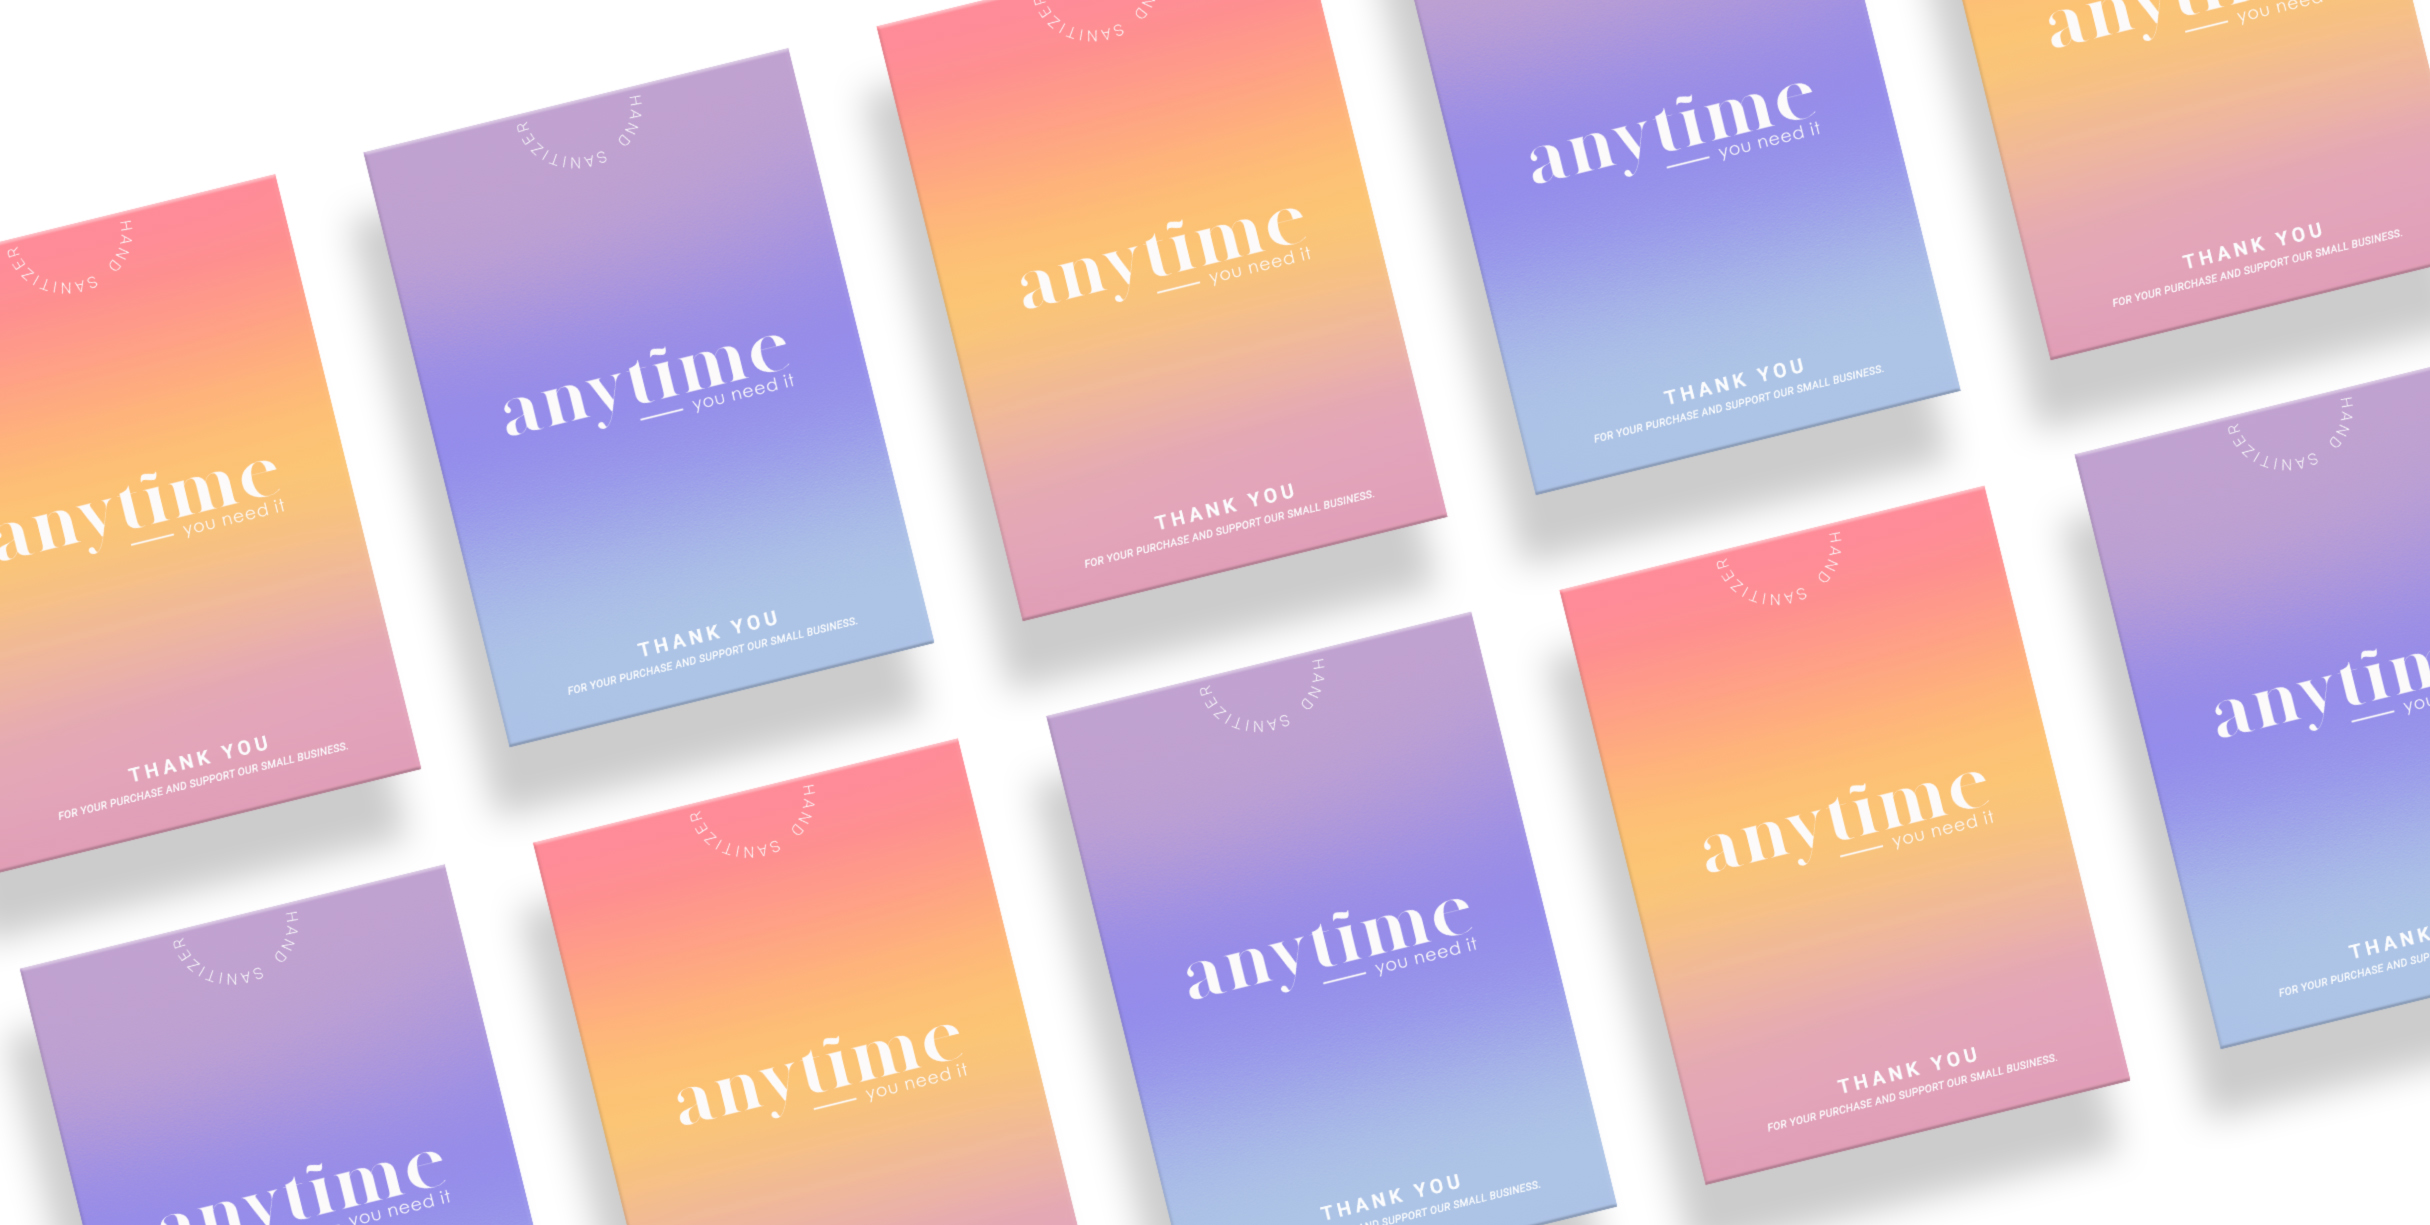 HAND SANITIZER
anytime
you need it
THANK YOU
FOR YOUR PURCHASE AND SUPPORT OUR SMALL BUSINESS.
HAND SANITIZER
anytime
you need it
THANK YOU
FOR YOUR PURCHASE AND SUPPORT OUR SMALL BUSINESS.
SANITIZER
anytime
you need it
THANK YOU
FOR YOUR PURCHASE AND SUPPORT OUR SMALL BUSINESS.
anytime
you need it
THANK YOU
FOR YOUR PURCHASE AND SUPPORT OUR SMALL BUSINESS.
you need
THANK YOU
FOR YOUR PURCHASE AND SUPPORT OUR SMALL BUSINESS.
HAND SANITIZER
anytime
you need it
HAND SANITIZER
anytime
you need it
HAND SANITIZER
anytime
you need it
THANK YOU
AND SUPPORT OUR SMALL BUSINESS.
HAND SANITIZER
anytime
you need it
THANK YOU
FOR YOUR PURCHASE AND SUPPORT OUR SMALL BUSINESS.
HAND SANITIZER
THANK
FOR YOUR PURCHASE AND